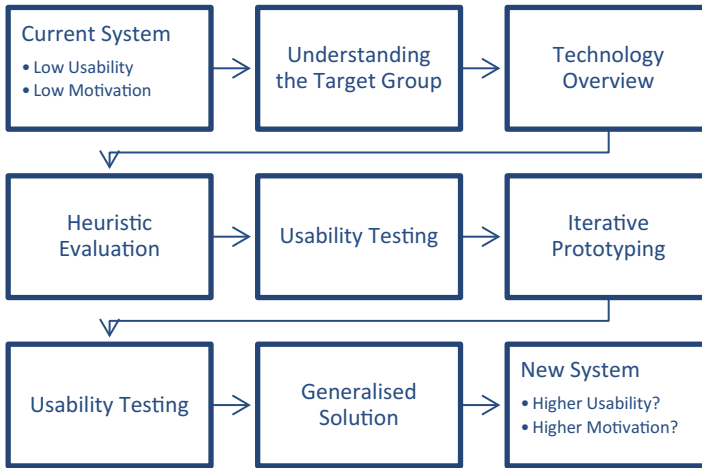 Current System
• Low Usability
• Low Motivation
Understanding
the Target Group
Technology
Overview
Heuristic
Evaluation
Usability Testing
Iterative
Prototyping
Usability Testing
Generalised
Solution
New System
• Higher Usability?
• Higher Motivation?